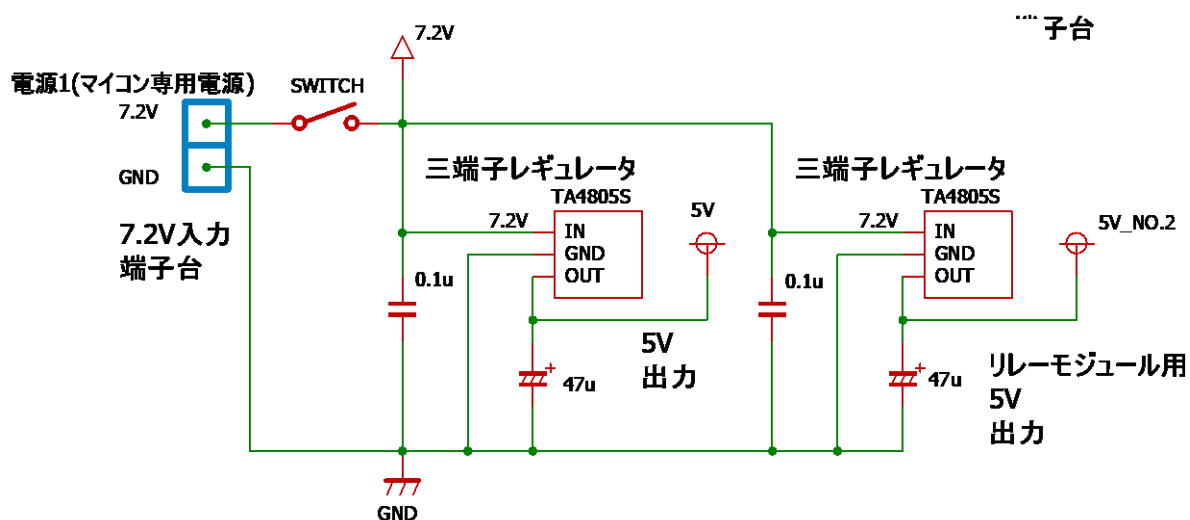 7.2V
子台
電源1(マイコン専用電源)
SWITCH
7.2V
GND
7.2V入力
端子台
三端子レギュレータ
TA4805S
7.2V
IN
GND
OUT
5V
0.1u
47u
5V
出力
三端子レギュレータ
TA4805S
7.2V
IN
GND
OUT
5V_NO.2
0.1u
47u
リレーモジュール用
5V
出力
GND